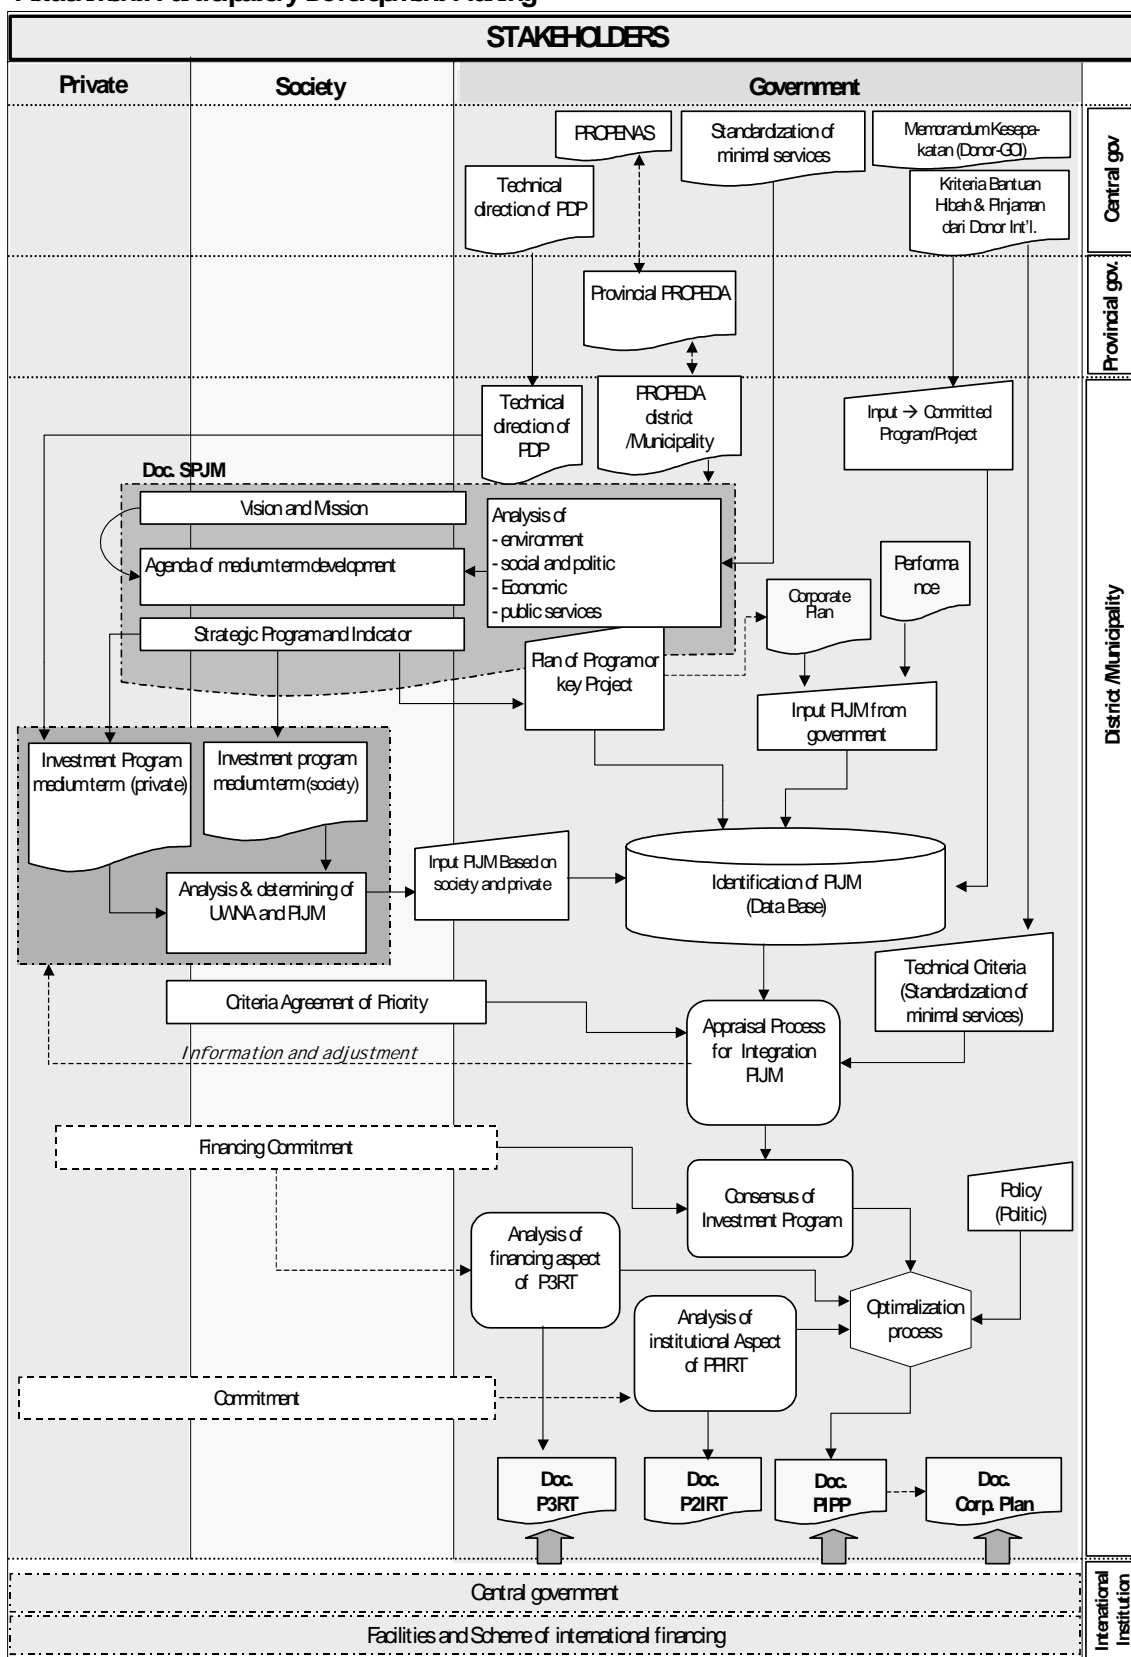 STAKEHOLDERS
Private
Society
Government
Central gov
Provincial gov.
District /Municipality
Intenational
Institution
PROPENAS
Standardization of
minimal services
Memorandum Kesepa-
katan (Donor-GOI)
Technical
direction of PDP
Kriteria Bantuan
Hibah & Pinjaman
dari Donor Int'l.
Provincial PROPEDA
Technical
direction of
PDP
PROPEDA
district
/Municipality
Input → Committed
Program/Project
Doc. SPJM
Vision and Mission
Agenda of medium term development
Strategic Program and Indicator
Analysis of
- environment
- social and politic
- Economic
- public services
Plan of Program or
key Project
Corporate
Plan
Performa
nce
Input PIJM from
government
Investment Program
medium term (private)
Investment program
medium term (society)
Analysis & determining of
UWNA and PIJM
Input PIJM Based on
society and private
Identification of PIJM
(Data Base)
Criteria Agreement of Priority
Technical Criteria
(Standardization of
minimal services)
Appraisal Process
for Integration
PIJM
Information and adjustment
Financing Commitment
Consensus of
Investment Program
Policy
(Politic)
Analysis of
financing aspect
of P3RT
Analysis of
institutional Aspect
of PPIRT
Optimalization
process
Commitment
Doc.
P3RT
Doc.
P2IRT
Doc.
PIPP
Doc.
Corp. Plan
Central government
Facilities and Scheme of international financing